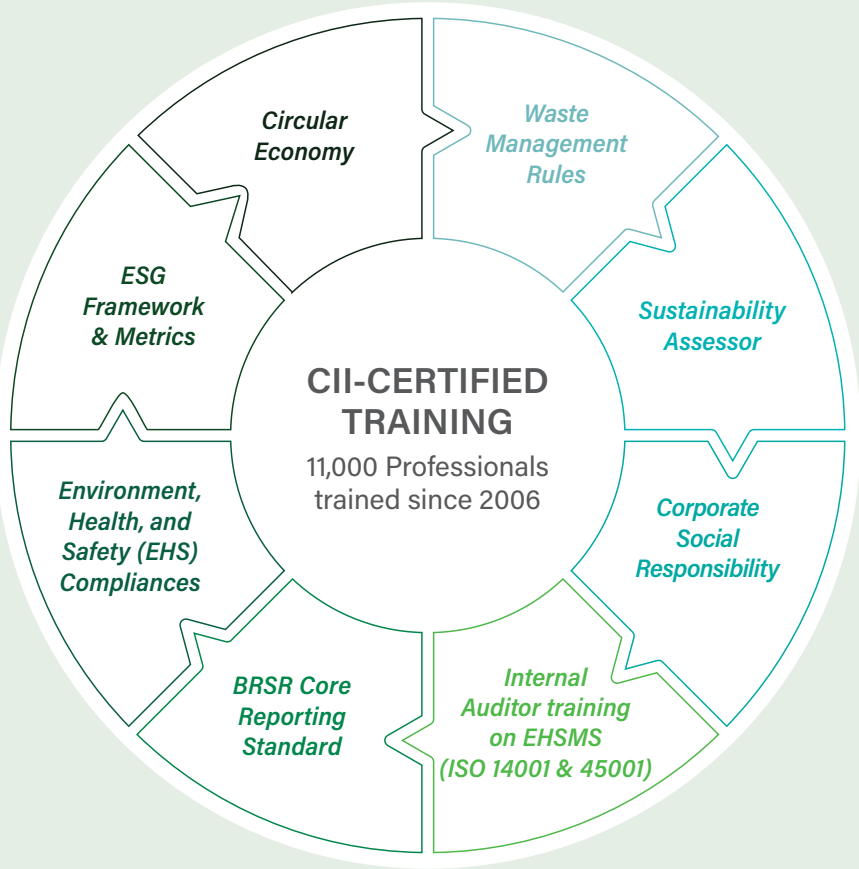 Circular
Economy
Waste
Management
Rules
Sustainability
Assessor
Corporate
Social
Responsibility
Internal
Auditor training
on EHSMS
(ISO 14001 & 45001)
BRSR Core
Reporting
Standard
Environment,
Health, and
Safety (EHS)
Compliances
ESG
Framework
& Metrics
CII-CERTIFIED
TRAINING
11,000 Professionals
trained since 2006